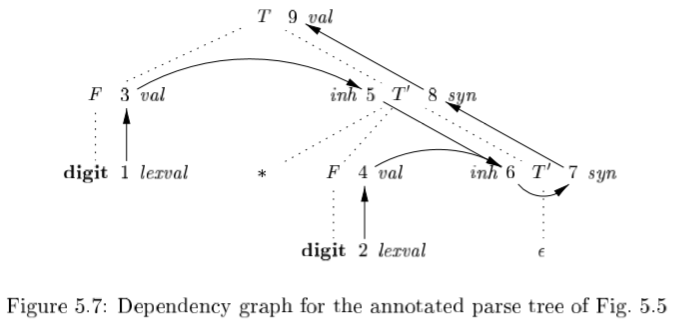 T 9 val
F 3 val inh 5 T′ 8 syn
digit 1 lexval * F 4 val inh 6 T′ 7 syn
digit 2 lexval ϵ
Figure 5.7: Dependency graph for the annotated parse tree of Fig. 5.5